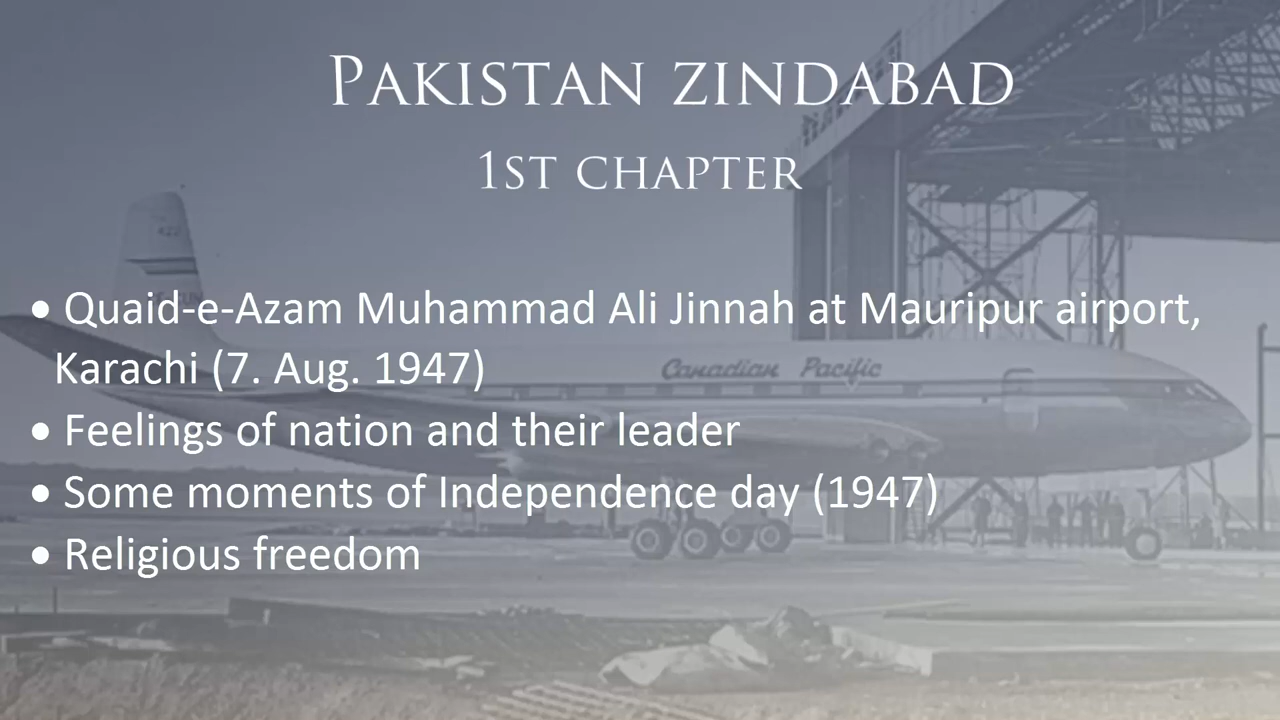 PAKISTAN ZINDABAD
1ST CHAPTER
• Quaid-e-Azam Muhammad Ali Jinnah at Mauripur airport,
Karachi (7. Aug. 1947)
Canadian Pacific
• Feelings of nation and their leader
• Some moments of Independence day (1947)
• Religious freedom